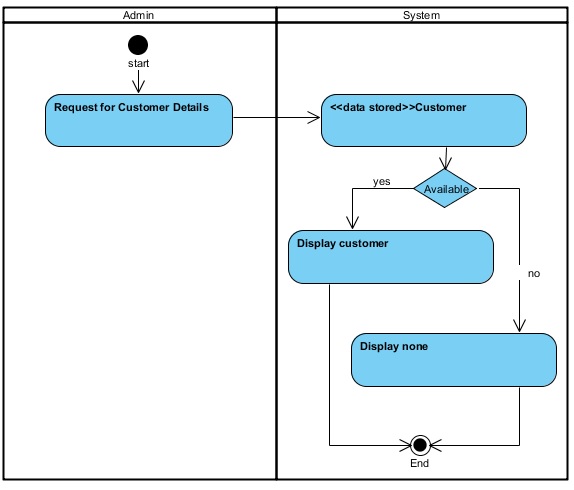 Admin
System
start
Request for Customer Details
<<data stored>>Customer
Available
yes
Display customer
no
Display none
End